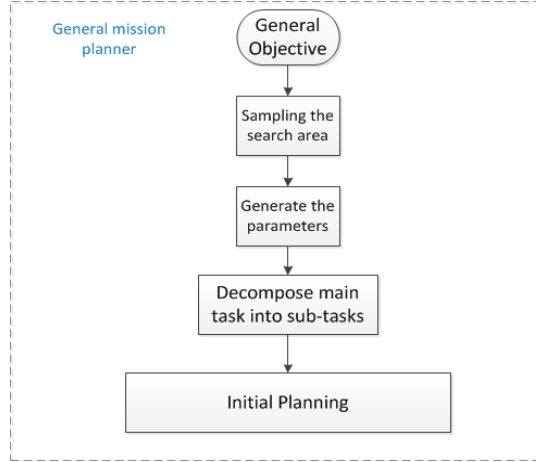 General mission
planner
General
Objective
Sampling the
search area
Generate the
parameters
Decompose main
task into sub-tasks
Initial Planning